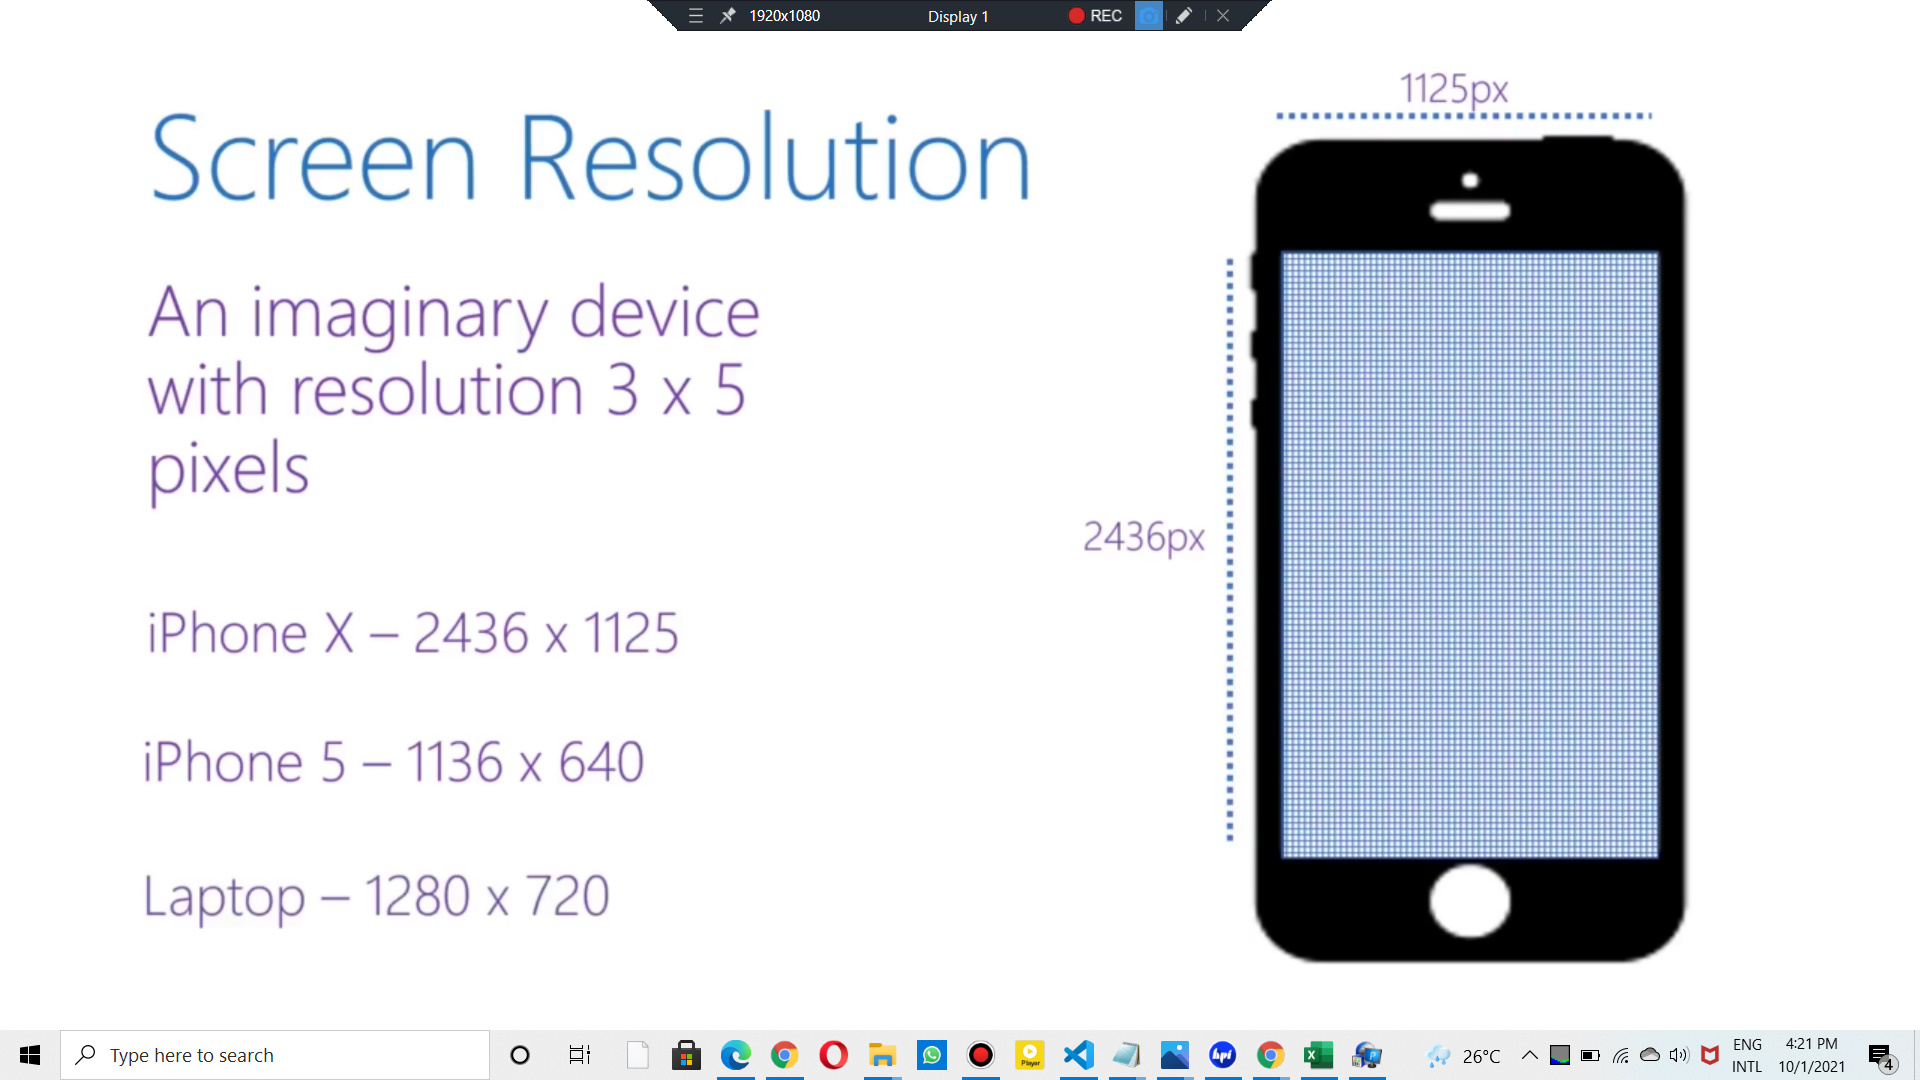 1920x1080
Display 1
REC
1125px
Screen Resolution
An imaginary device
with resolution 3 x 5
pixels
2436px
iPhone X – 2436 x 1125
iPhone 5 – 1136 x 640
Laptop – 1280 x 720
Type here to search
Player
hpi
26°C
ENG
INTL
4:21 PM
10/1/2021
4